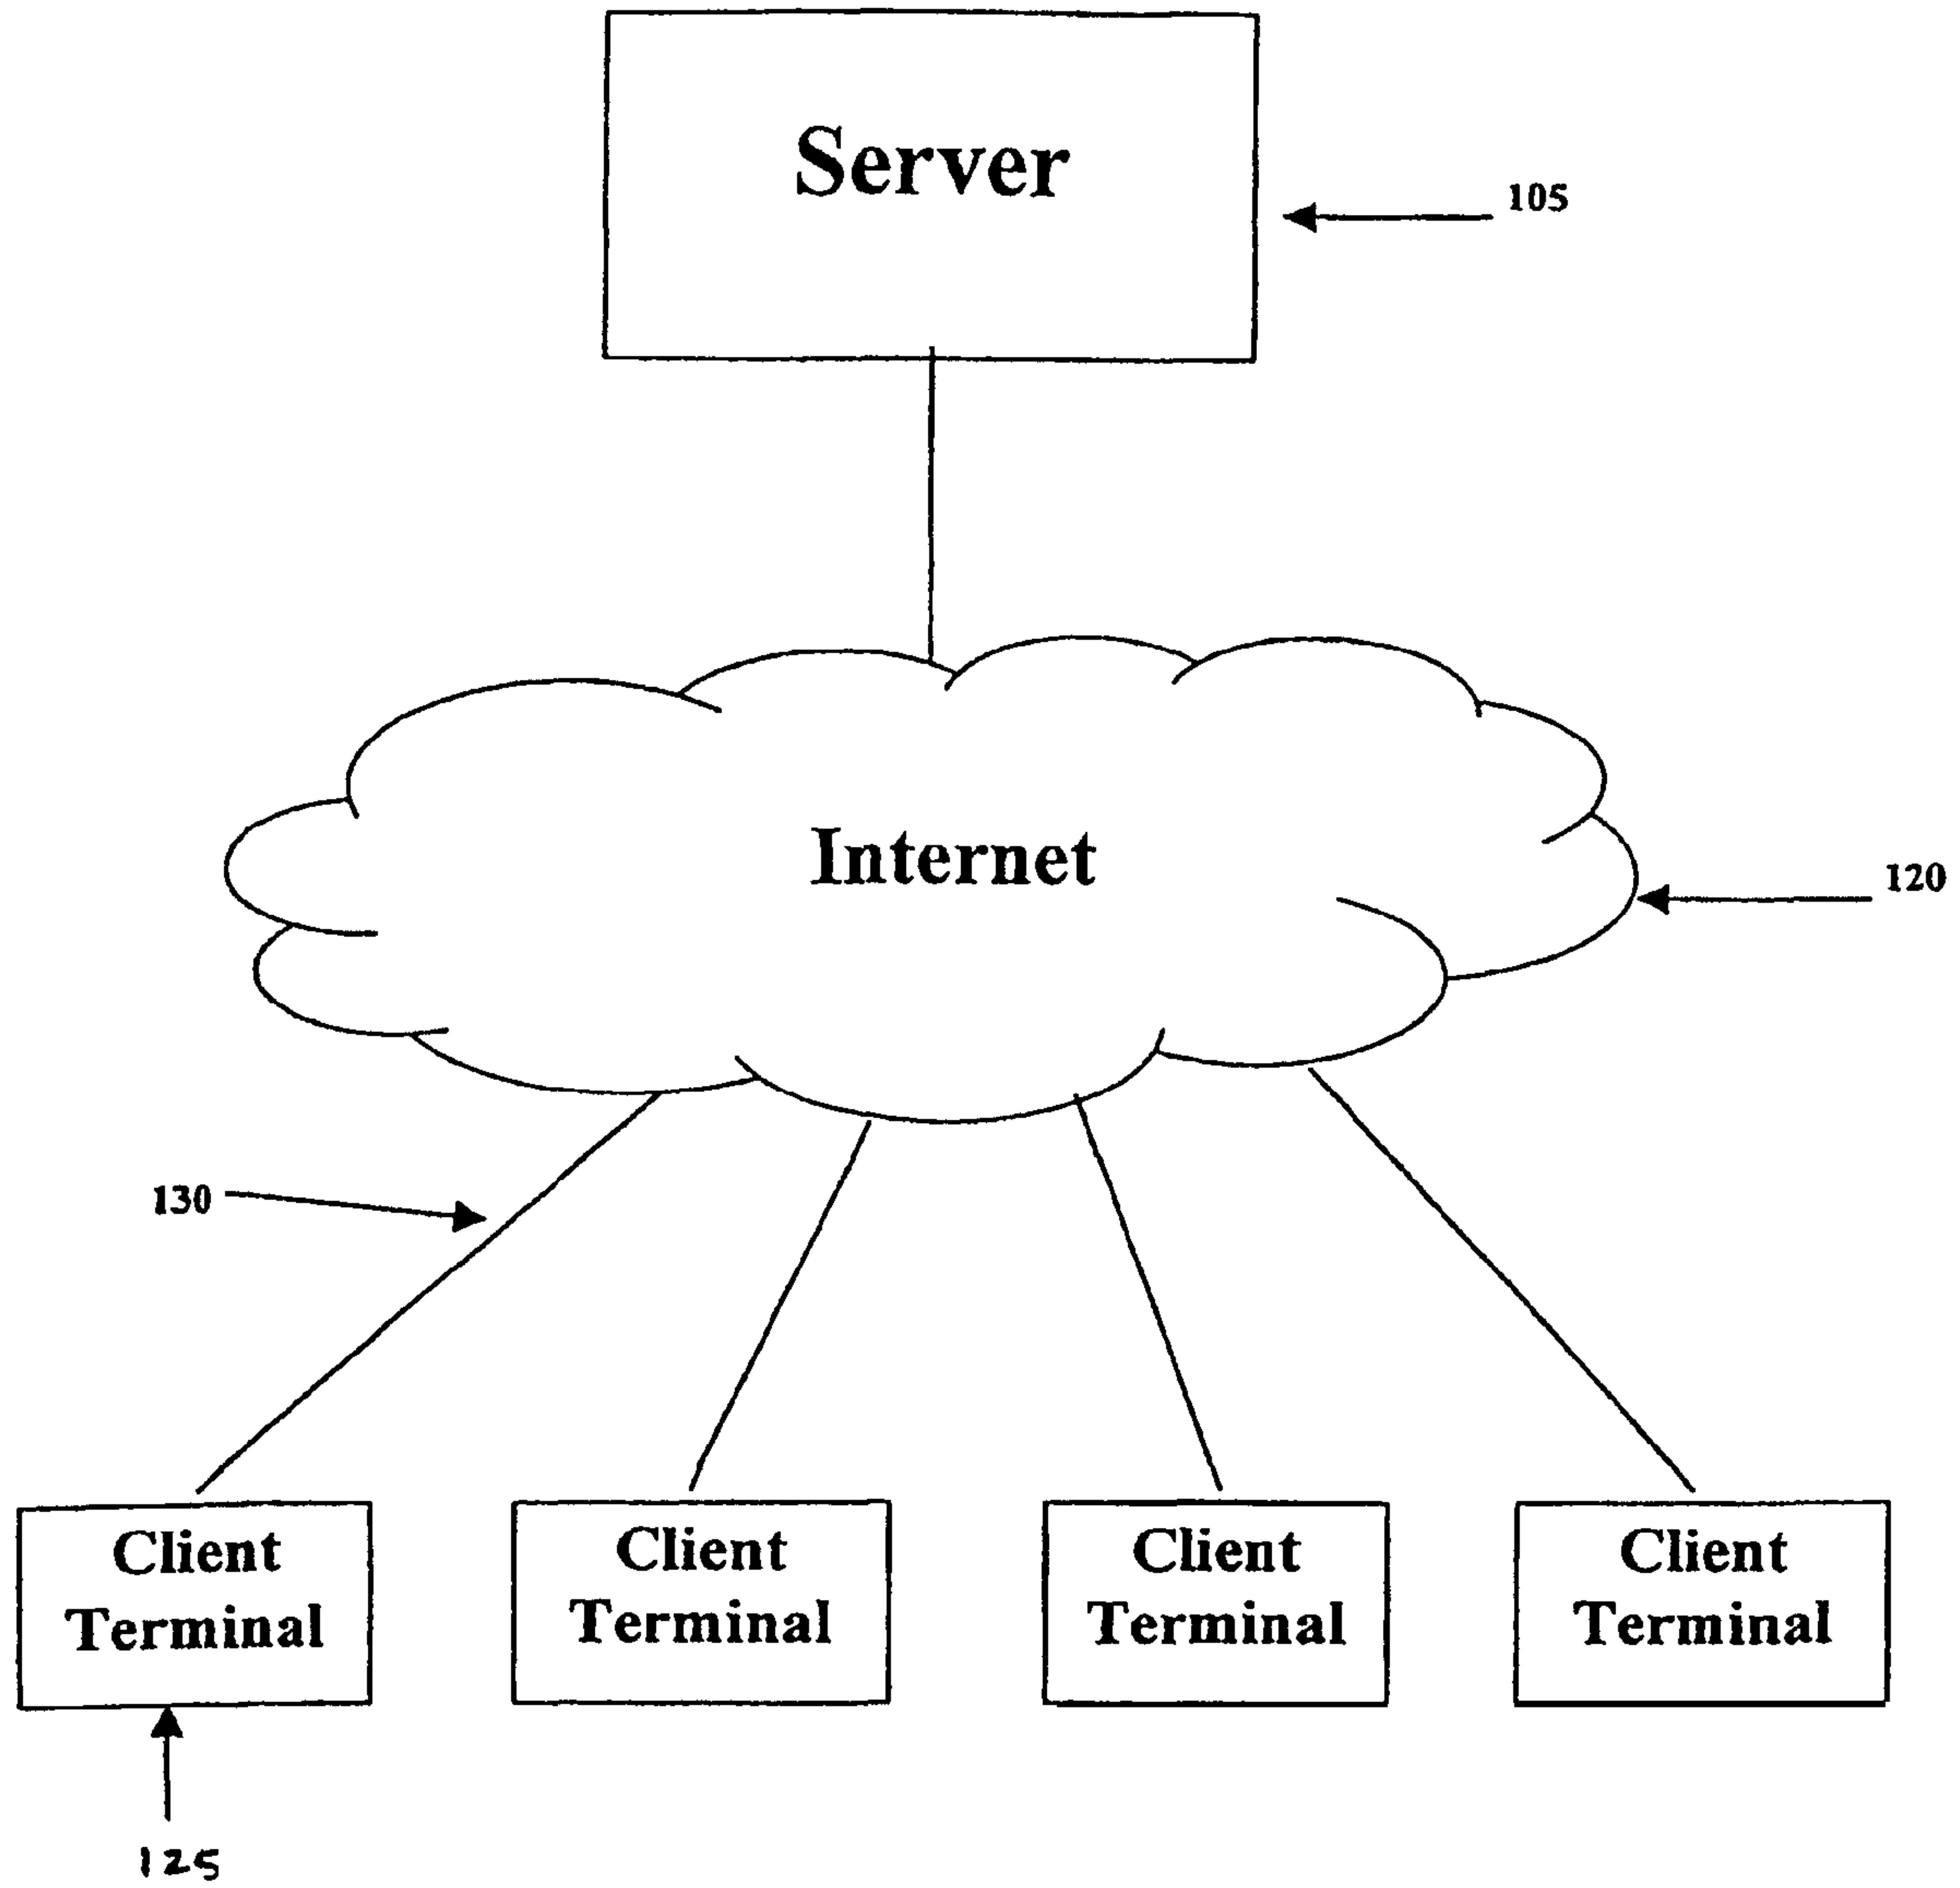 Server
105
Internet
120
130
Client
Terminal
Client
Terminal
Client
Terminal
Client
Terminal
125